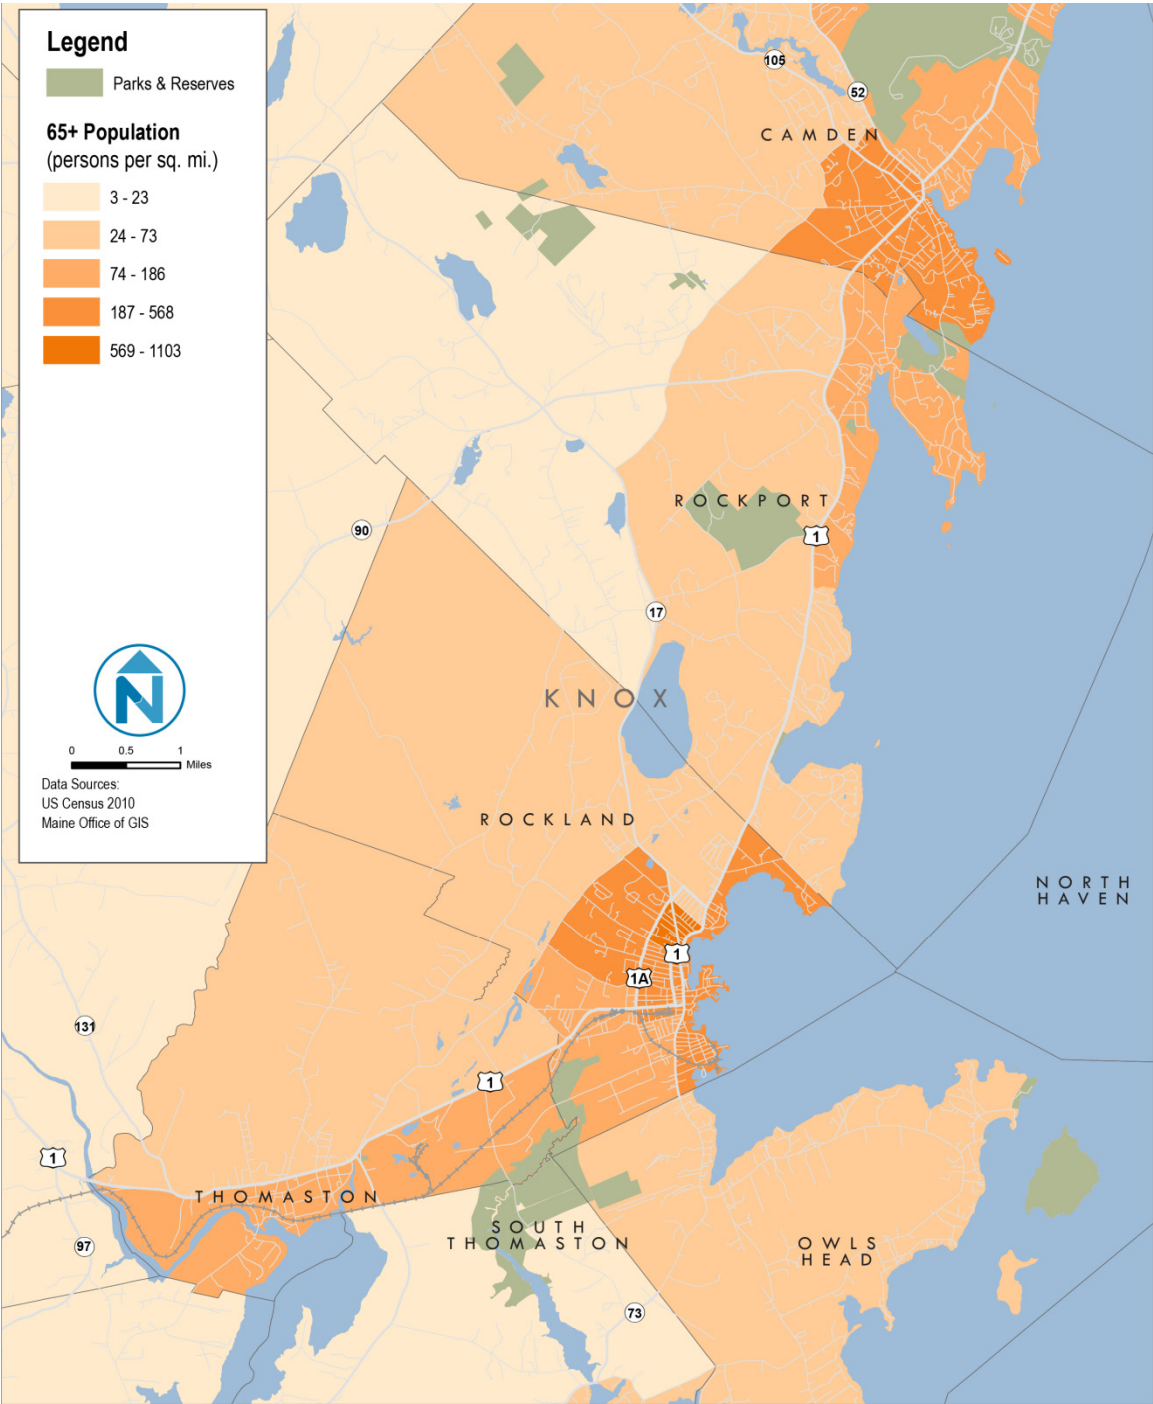 Legend
Parks & Reserves
65+ Population
(persons per sq. mi.)
3 - 23
24 - 73
74 - 186
187 - 568
569 - 1103
N
0 0.5 1
Miles
Data Sources:
US Census 2010
Maine Office of GIS
105
52
CAMDEN
ROCKPORT
1
90
17
KNOX
ROCKLAND
NORTH
HAVEN
1
1A
131
1
1
THOMASTON
SOUTH
THOMASTON
OWLS
HEAD
97
73